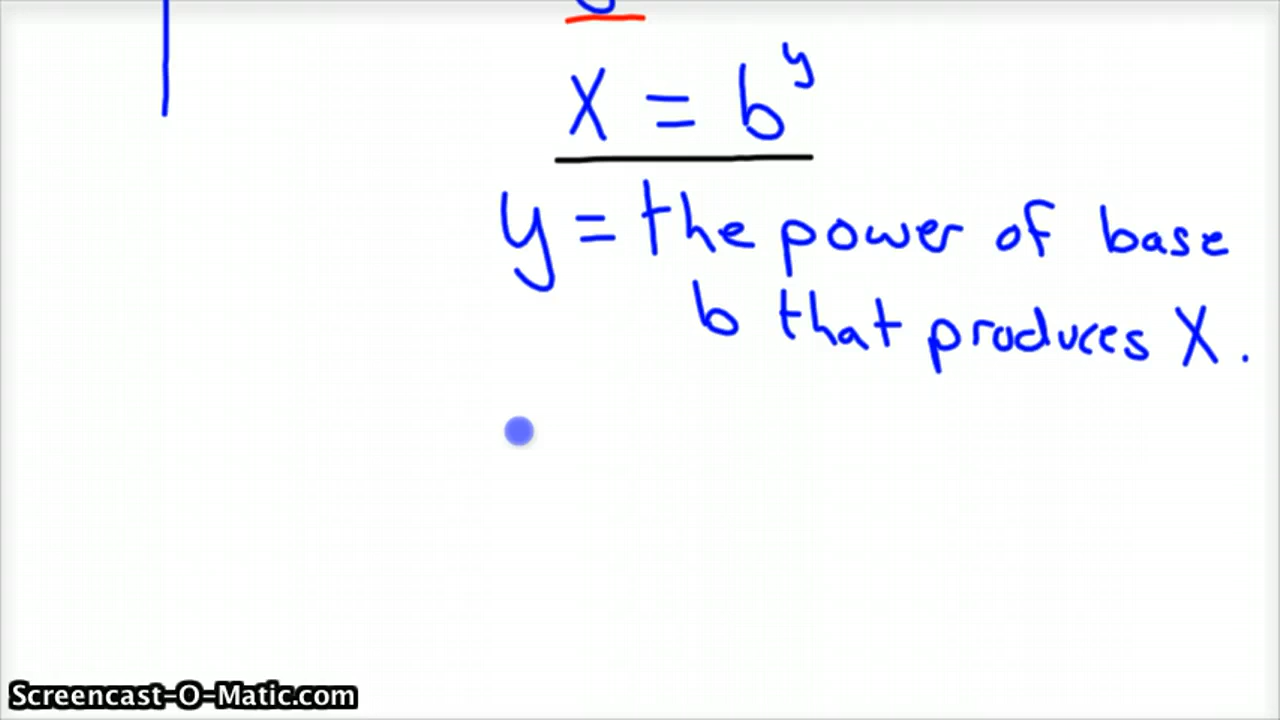 x = b^y
y = the power of base
b that produces X.
Screencast-O-Matic.com